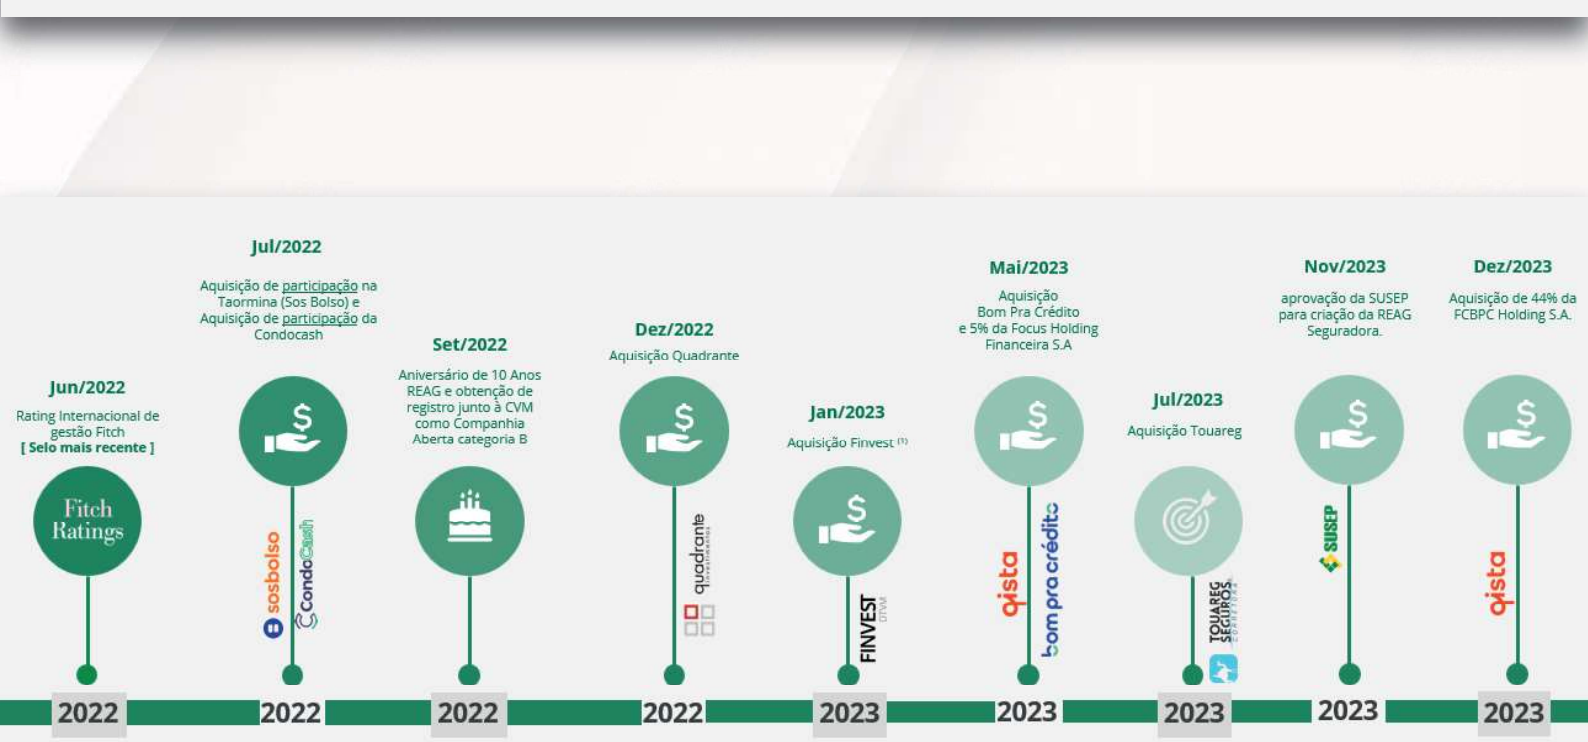 Jun/2022
Rating Internacional de
gestão Fitch
[ Selo mais recente ]
Fitch
Ratings
2022
Jul/2022
Aquisição de participação na
Taormina (Sos Bolso) e
Aquisição de participação da
Condocash
sosbolso
CondoCash
2022
Set/2022
Aniversário de 10 Anos
REAG e obtenção de
registro junto à CVM
como Companhia
Aberta categoria B
2022
Dez/2022
Aquisição Quadrante
quadrante
investimentos
2022
Jan/2023
Aquisição Finvest (1)
FINVEST
DTVM
2023
Mai/2023
Aquisição
Bom Pra Crédito
e 5% da Focus Holding
Financeira S.A
qista
bom pra crédito
2023
Jul/2023
Aquisição Touareg
TOUAREG
SEGUROS
CORRETORA
2023
Nov/2023
aprovação da SUSEP
para criação da REAG
Seguradora.
SUSEP
2023
Dez/2023
Aquisição de 44% da
FCBPC Holding S.A.
qista
2023